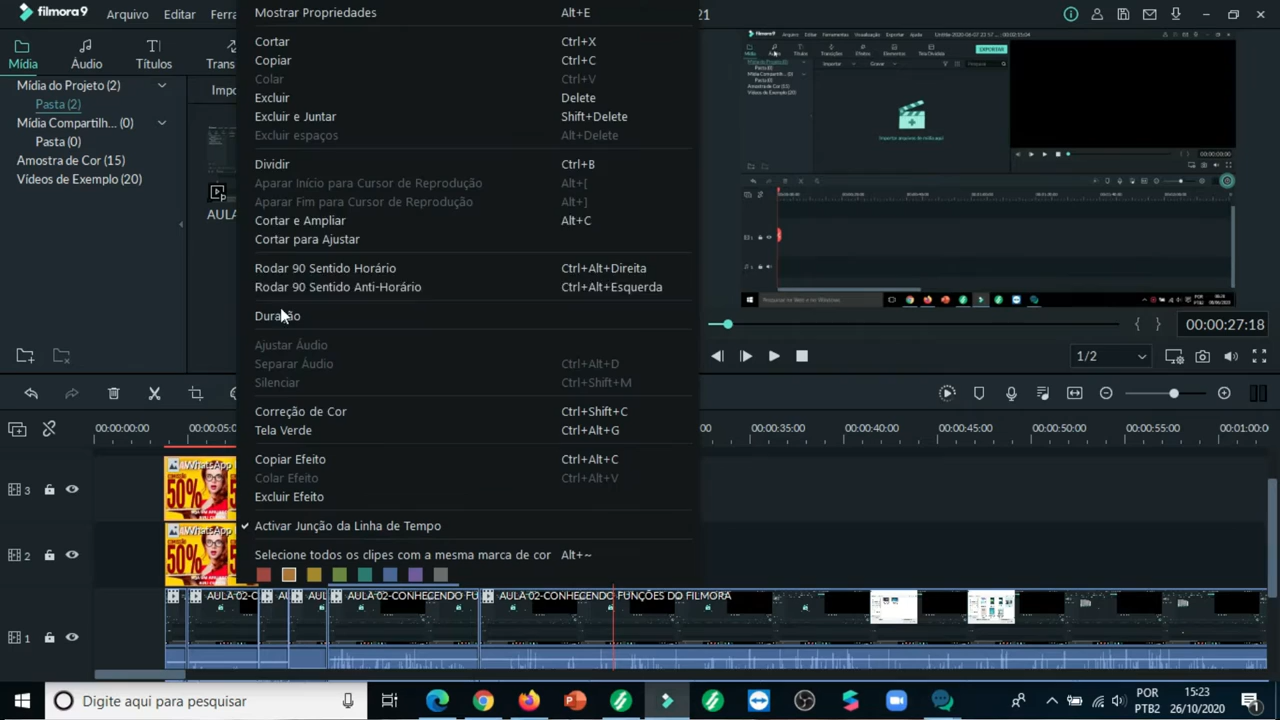 filmora9
Arquivo
Editar
Ferra
21
Mídia
Áudio
Títulos
Trans
Mídia do Projeto (2)
Pasta (2)
Mídia Compartilh... (0)
Pasta (0)
Amostra de Cor (15)
Vídeos de Exemplo (20)
Impo
AULA
Mostrar Propriedades Alt+E
Cortar Ctrl+X
Copiar Ctrl+C
Colar Ctrl+V
Excluir Delete
Excluir e Juntar Shift+Delete
Excluir espaços Alt+Delete
Dividir Ctrl+B
Aparar Início para Cursor de Reprodução Alt+[
Aparar Fim para Cursor de Reprodução Alt+]
Cortar e Ampliar Alt+C
Cortar para Ajustar
Rodar 90 Sentido Horário Ctrl+Alt+Direita
Rodar 90 Sentido Anti-Horário Ctrl+Alt+Esquerda
Duração
Ajustar Áudio
Separar Áudio Ctrl+Alt+D
Silenciar Ctrl+Shift+M
Correção de Cor Ctrl+Shift+C
Tela Verde Ctrl+Alt+G
Copiar Efeito Ctrl+Alt+C
Colar Efeito Ctrl+Alt+V
Excluir Efeito
Activar Junção da Linha de Tempo
Selecione todos os clipes com a mesma marca de cor Alt+~
EXPORTAR
00:00:27:18
1/2
00:00:00:00
00:00:05:0
00
00:00:35:00
00:00:40:00
00:00:45:00
00:00:50:00
00:00:55:00
00:01:00:0
3
WhatsApp
50%
2
WhatsApp
50%
1
AULA:02-C
A
AUL
AULA:02-CONHECENDO FU
AULA:02-CONHECENDO FUNÇÕES DO FILMORA
Digite aqui para pesquisar
POR
PTB2
15:23
26/10/2020
1